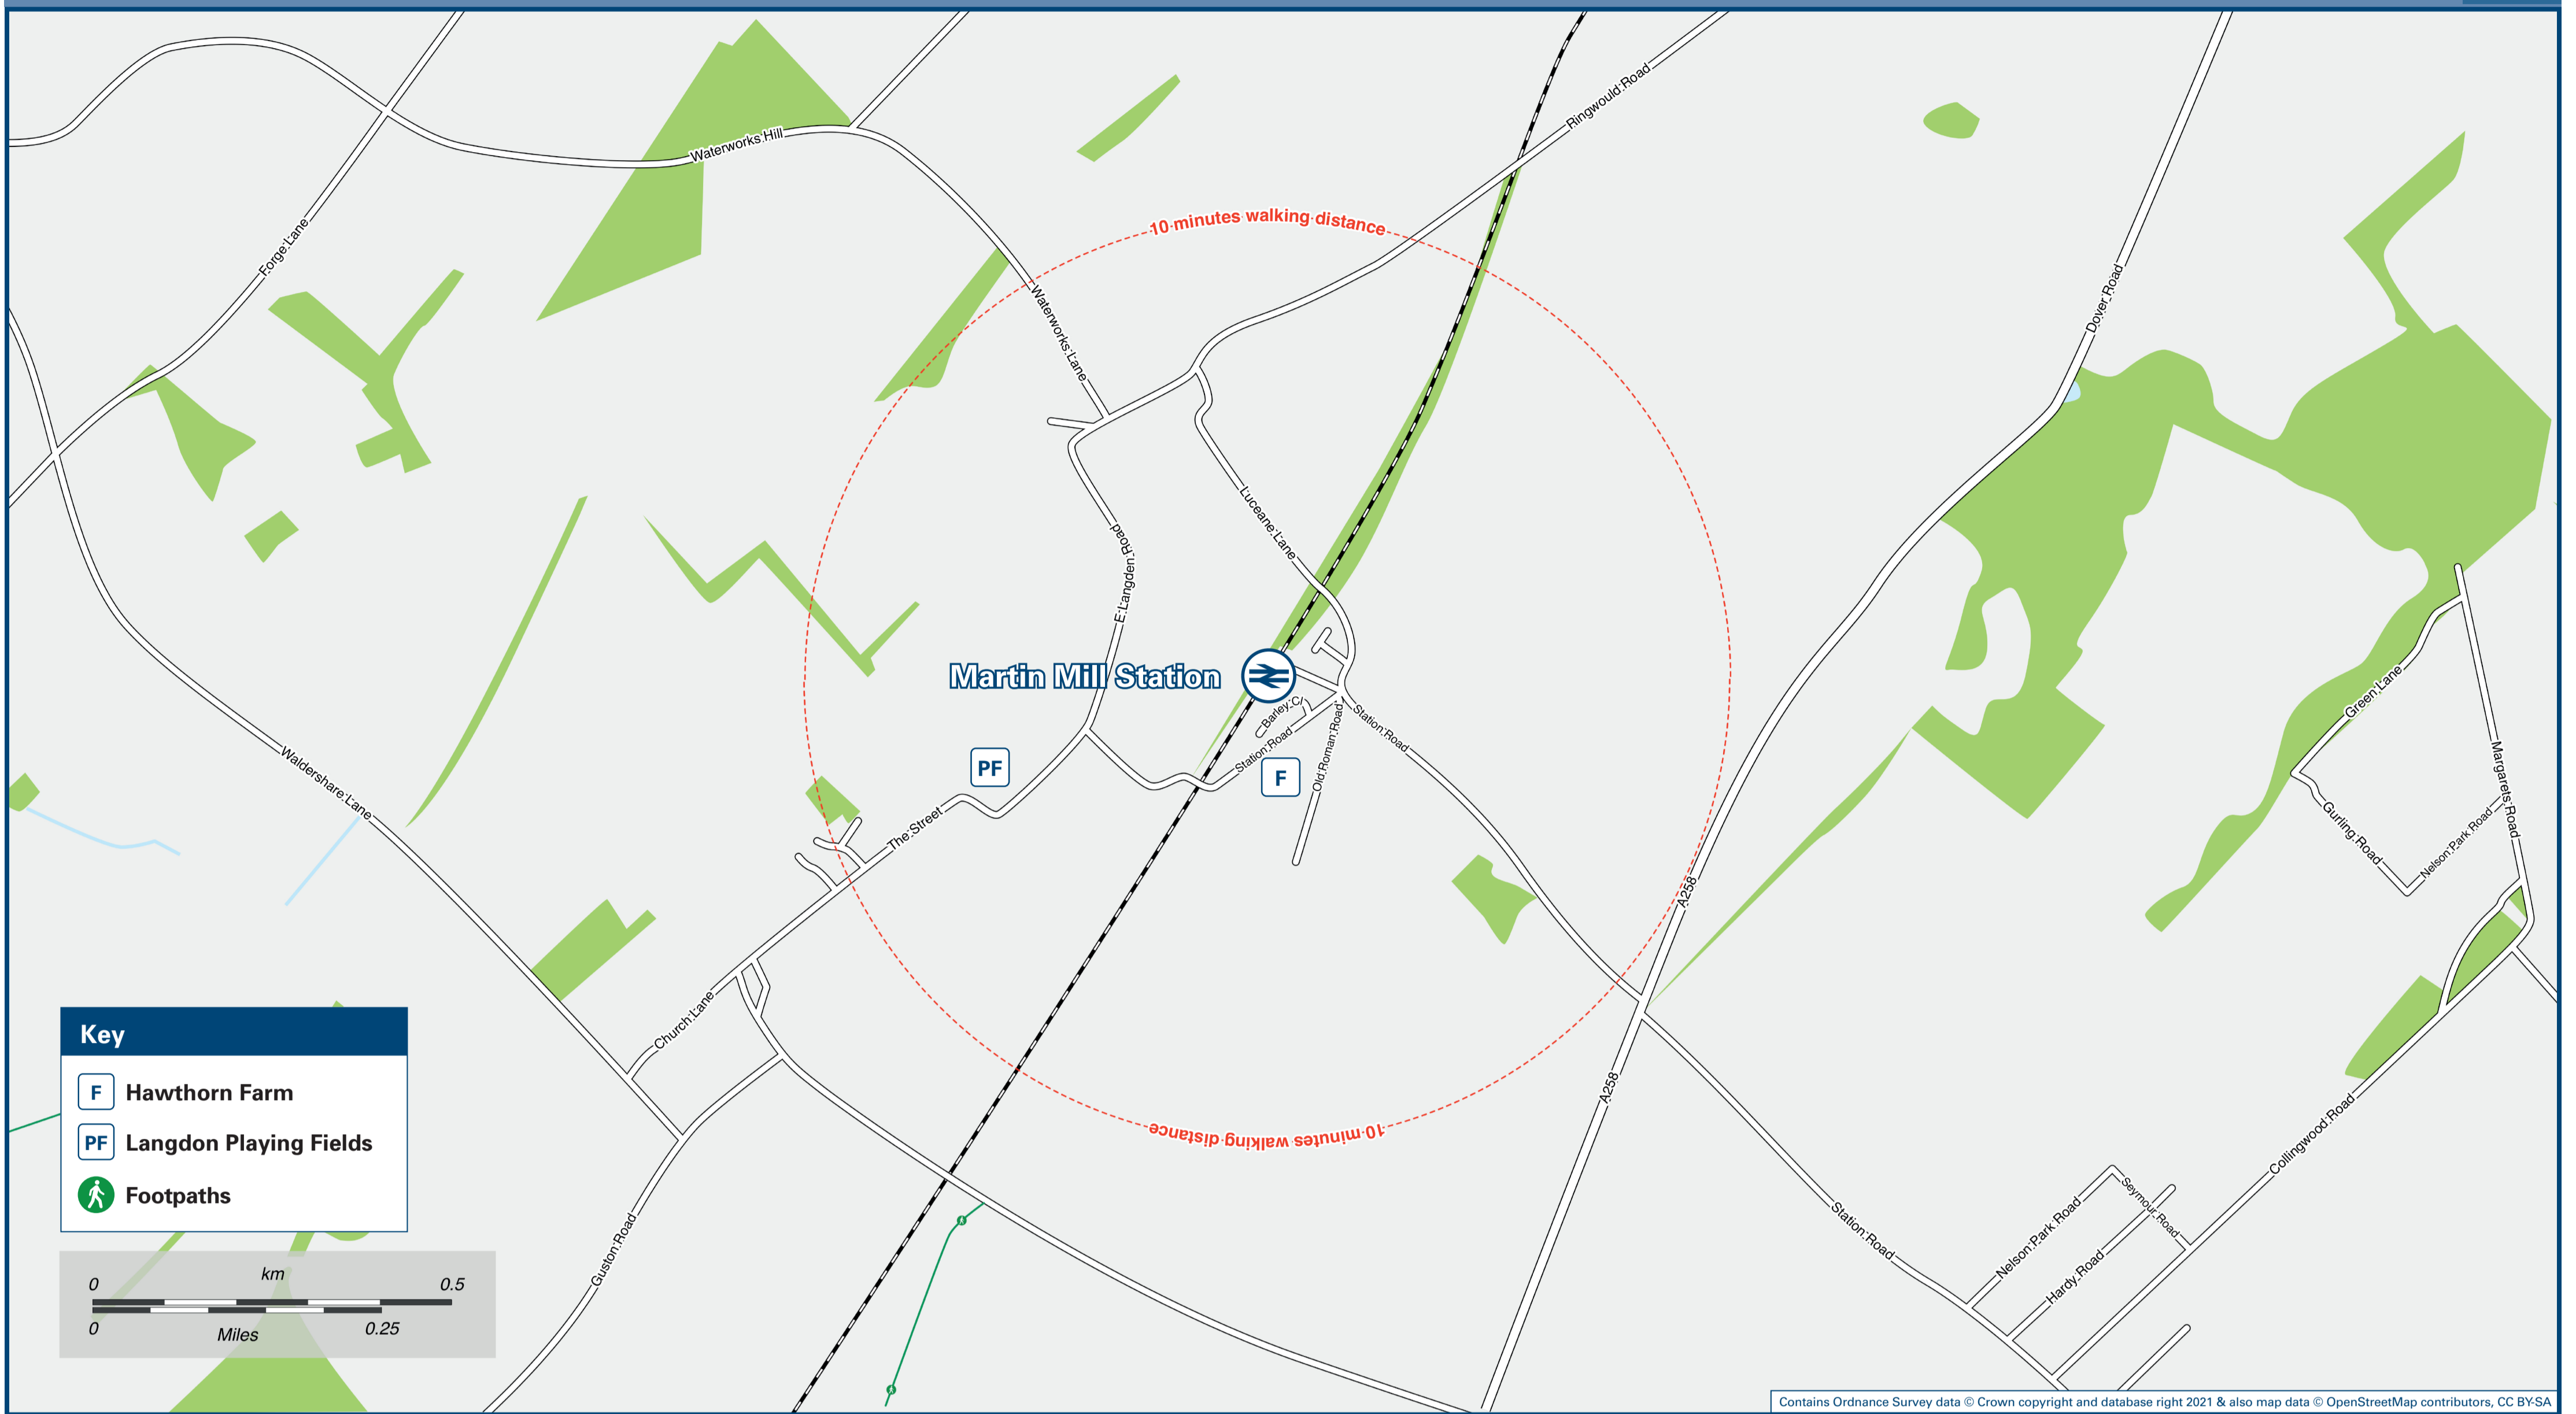 Waterworks Hill
Ringwould Road
Forge Lane
10 minutes walking distance
Waterworks Lane
Dover Road
Luceane Lane
E Langden Road
Martin Mill Station
Barley C
Station Road
Station Road
Old Roman Road
PF
F
The Street
Waldershare Lane
Green Lane
Margarets Road
Gurling Road
Nelson Park Road
A258
Church Lane
A258
10 minutes walking distance
Collingwood Road
Seymour Road
Nelson Park Road
Hardy Road
Station Road
Guston Road
Key
F Hawthorn Farm
PF Langdon Playing Fields
Footpaths
km
0 0.5
0 0.25
Miles
Contains Ordnance Survey data © Crown copyright and database right 2021 & also map data © OpenStreetMap contributors, CC BY-SA